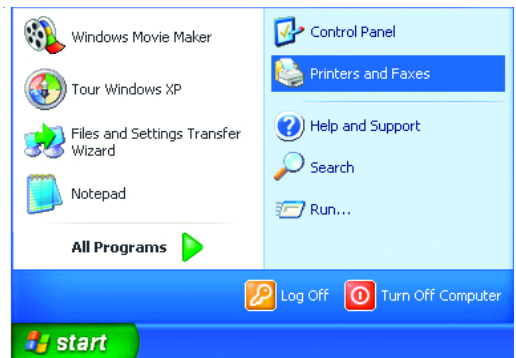 Windows Movie Maker
Tour Windows XP
Files and Settings Transfer
Wizard
Notepad
All Programs
Control Panel
Printers and Faxes
Help and Support
Search
Run...
Log Off
Turn Off Computer
start